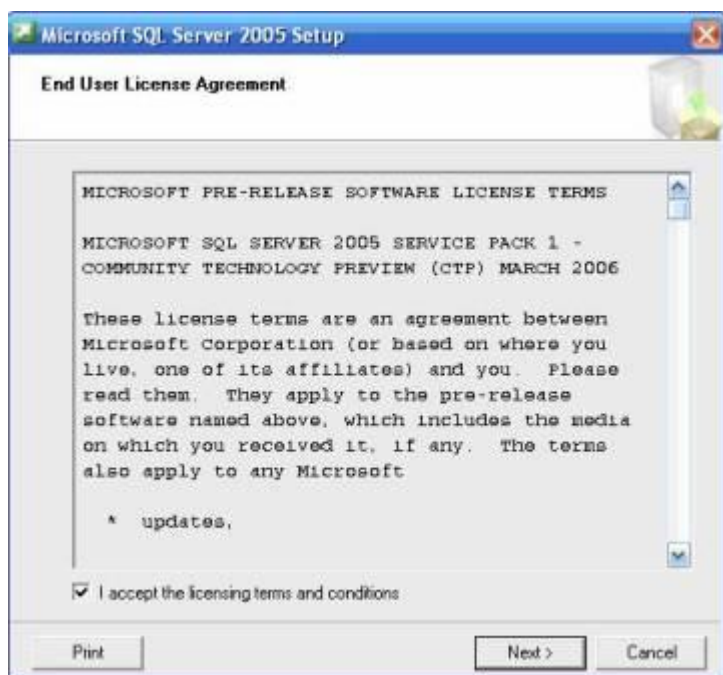 Microsoft SQL Server 2005 Setup
End User License Agreement
MICROSOFT PRE-RELEASE SOFTWARE LICENSE TERMS
MICROSOFT SQL SERVER 2005 SERVICE PACK 1 -
COMMUNITY TECHNOLOGY PREVIEW (CTP) MARCH 2006
These license terms are an agreement between
Microsoft Corporation (or based on where you
live, one of its affiliates) and you. Please
read them. They apply to the pre-release
software named above, which includes the media
on which you received it, if any. The terms
also apply to any Microsoft
* updates,
I accept the licensing terms and conditions
Print
Next >
Cancel